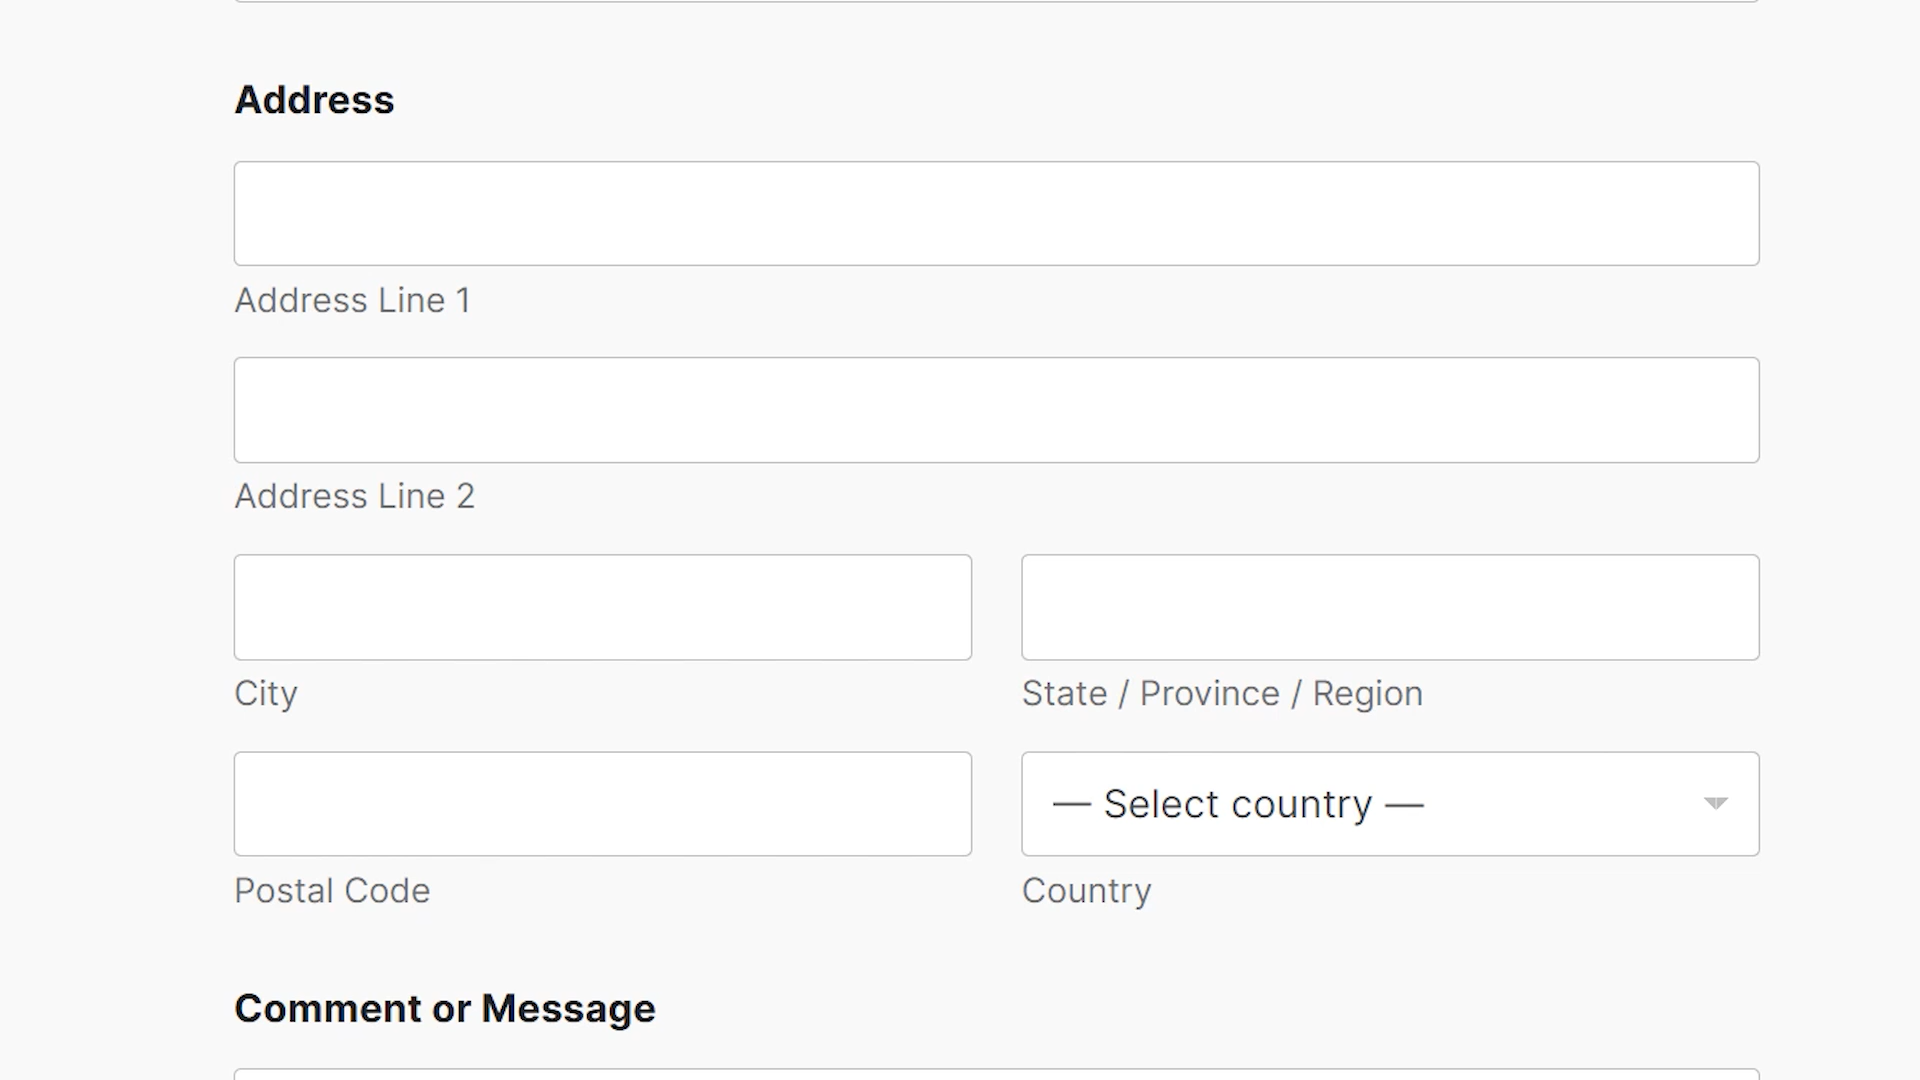 Address
Address Line 1
Address Line 2
City
State / Province / Region
— Select country —
Postal Code
Country
Comment or Message